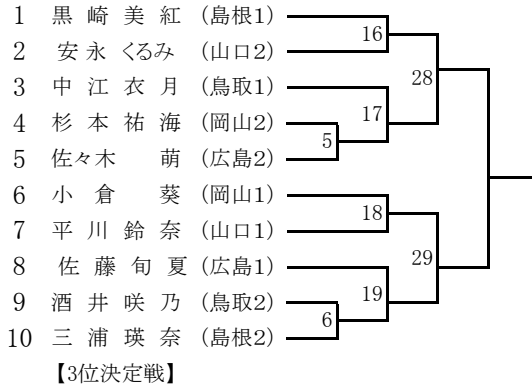 1 黒崎美紅 (島根1)
16
2 安永くるみ (山口2)
28
3 中江衣月 (鳥取1)
17
4 杉本祐海 (岡山2)
5
5 佐々木 萌 (広島2)
6 小倉 葵 (岡山1)
18
7 平川鈴奈 (山口1)
29
8 佐藤旬夏 (広島1)
19
9 酒井咲乃 (鳥取2)
6
10 三浦瑛奈 (島根2)
【3位決定戦】